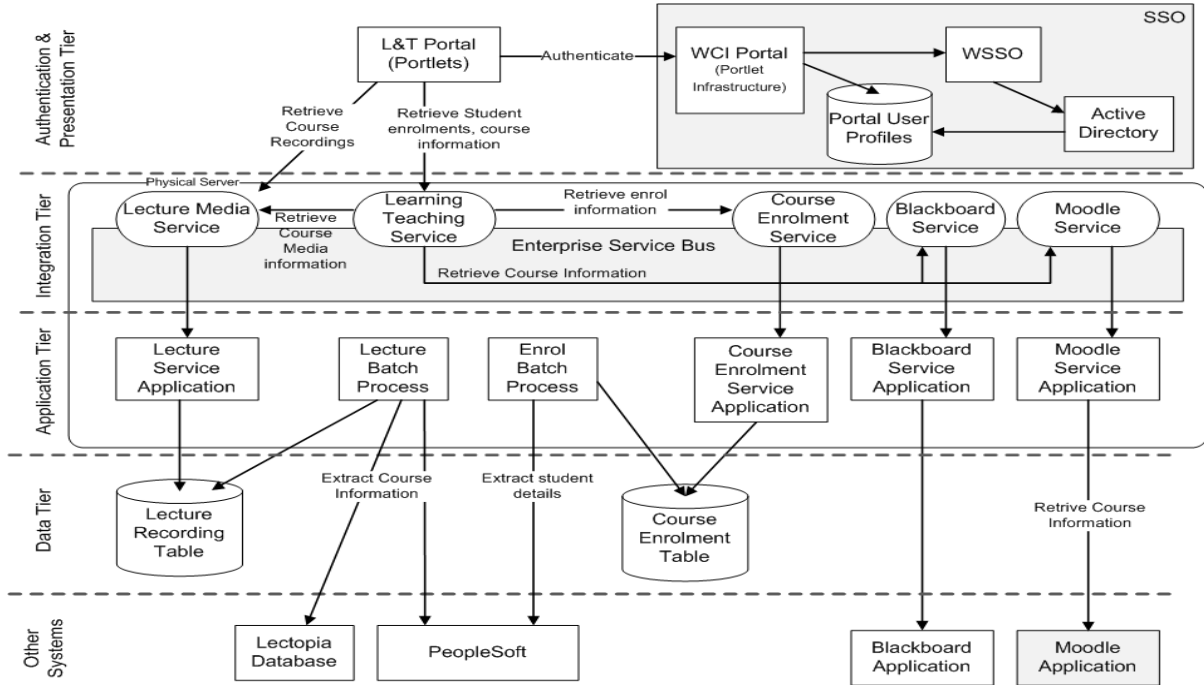 Authentication &
Presentation Tier
L&T Portal
(Portlets)
Authenticate
SSO
WCI Portal
(Portlet
Infrastructure)
WSSO
Portal User
Profiles
Active
Directory
Retrieve
Course
Recordings
Retrieve Student
enrolments, course
information
Integration Tier
Physical Server
Lecture Media
Service
Retrieve
Course
Media
information
Learning
Teaching
Service
Retrieve enrol
information
Course
Enrolment
Service
Blackboard
Service
Moodle
Service
Enterprise Service Bus
Retrieve Course Information
Application Tier
Lecture
Service
Application
Lecture
Batch
Process
Enrol
Batch
Process
Course
Enrolment
Service
Application
Blackboard
Service
Application
Moodle
Service
Application
Data Tier
Lecture
Recording
Table
Extract Course
Information
Extract student
details
Course
Enrolment
Table
Retrive Course
Information
Other
Systems
Lectopia
Database
PeopleSoft
Blackboard
Application
Moodle
Application